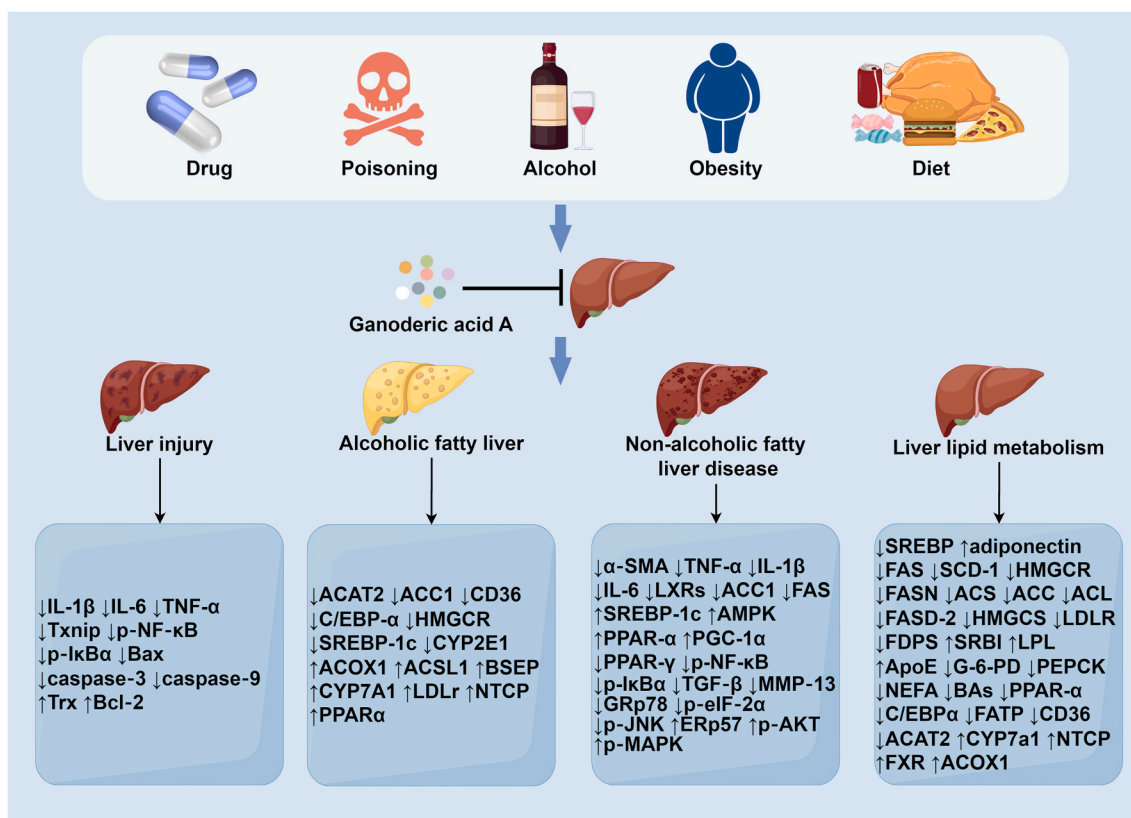 Drug
Poisoning
Alcohol
Obesity
Diet
Ganoderic acid A
Liver injury
Alcoholic fatty liver
Non-alcoholic fatty
liver disease
Liver lipid metabolism
↓IL-1β ↓IL-6 ↓TNF-α
↓Txnip ↓p-NF-κB
↓p-IκBα ↓Bax
↓caspase-3 ↓caspase-9
↑Trx ↑Bcl-2
↓ACAT2 ↓ACC1 ↓CD36
↓C/EBP-α ↓HMGCR
↓SREBP-1c ↓CYP2E1
↑ACOX1 ↑ACSL1 ↑BSEP
↑CYP7A1 ↑LDLr ↑NTCP
↑PPARα
↓α-SMA ↓TNF-α ↓IL-1β
↓IL-6 ↓LXRs ↓ACC1 ↓FAS
↑SREBP-1c ↑AMPK
↑PPAR-α ↑PGC-1α
↓PPAR-γ ↓p-NF-κB
↓p-IκBα ↓TGF-β ↓MMP-13
↓GRp78 ↓p-eIF-2α
↓p-JNK ↑ERp57 ↑p-AKT
↑p-MAPK
↓SREBP ↑adiponectin
↓FAS ↓SCD-1 ↓HMGCR
↓FASN ↓ACS ↓ACC ↓ACL
↓FASD-2 ↓HMGCS ↓LDLR
↓FDPS ↑SRBI ↑LPL
↑ApoE ↓G-6-PD ↓PEPCK
↓NEFA ↓BAs ↓PPAR-α
↓C/EBPα ↓FATP ↓CD36
↓ACAT2 ↑CYP7a1 ↑NTCP
↑FXR ↑ACOX1